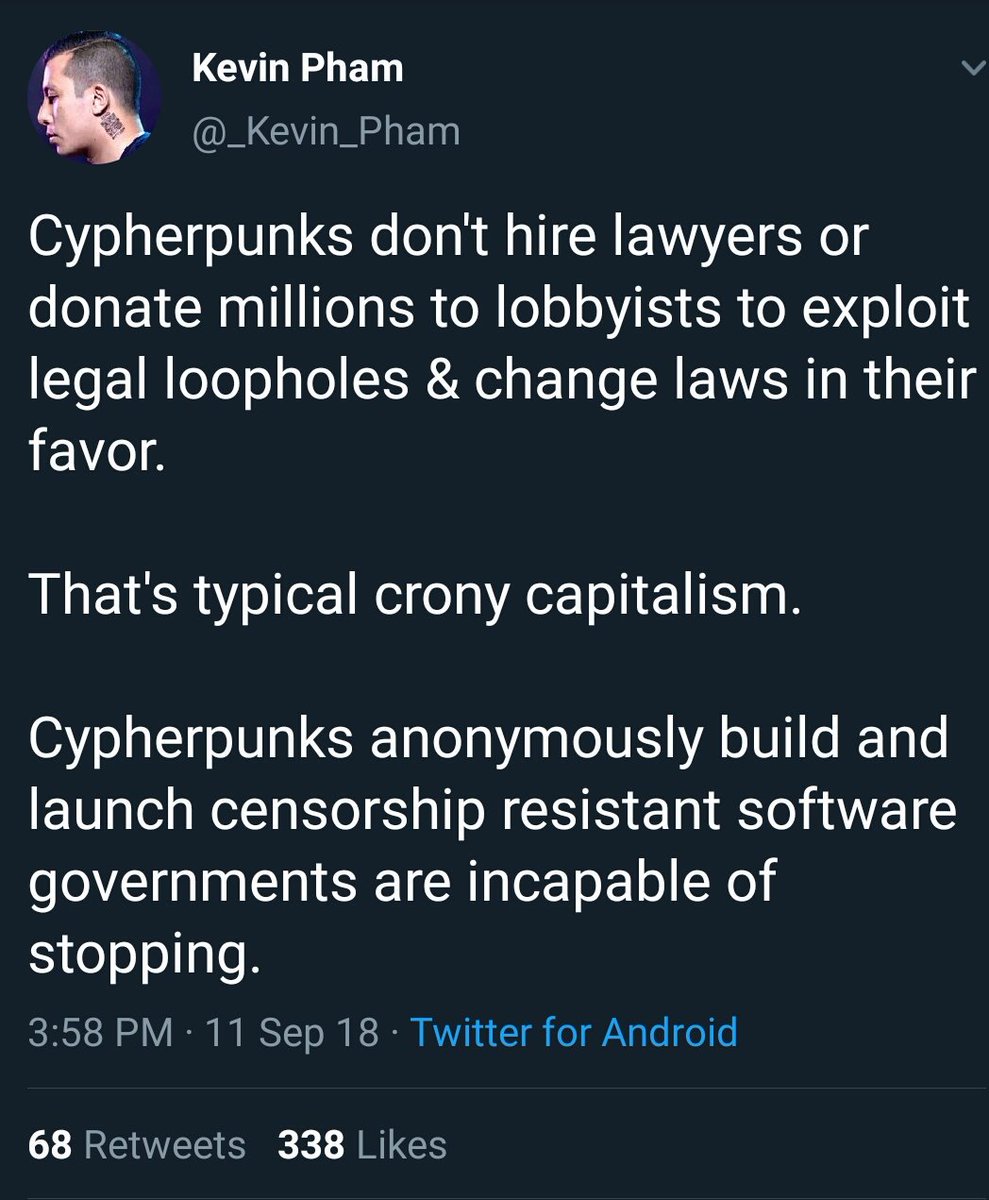 Kevin Pham
@_Kevin_Pham
Cypherpunks don't hire lawyers or
donate millions to lobbyists to exploit
legal loopholes & change laws in their
favor.
That's typical crony capitalism.
Cypherpunks anonymously build and
launch censorship resistant software
governments are incapable of
stopping.
3:58 PM · 11 Sep 18 · Twitter for Android
68 Retweets 338 Likes